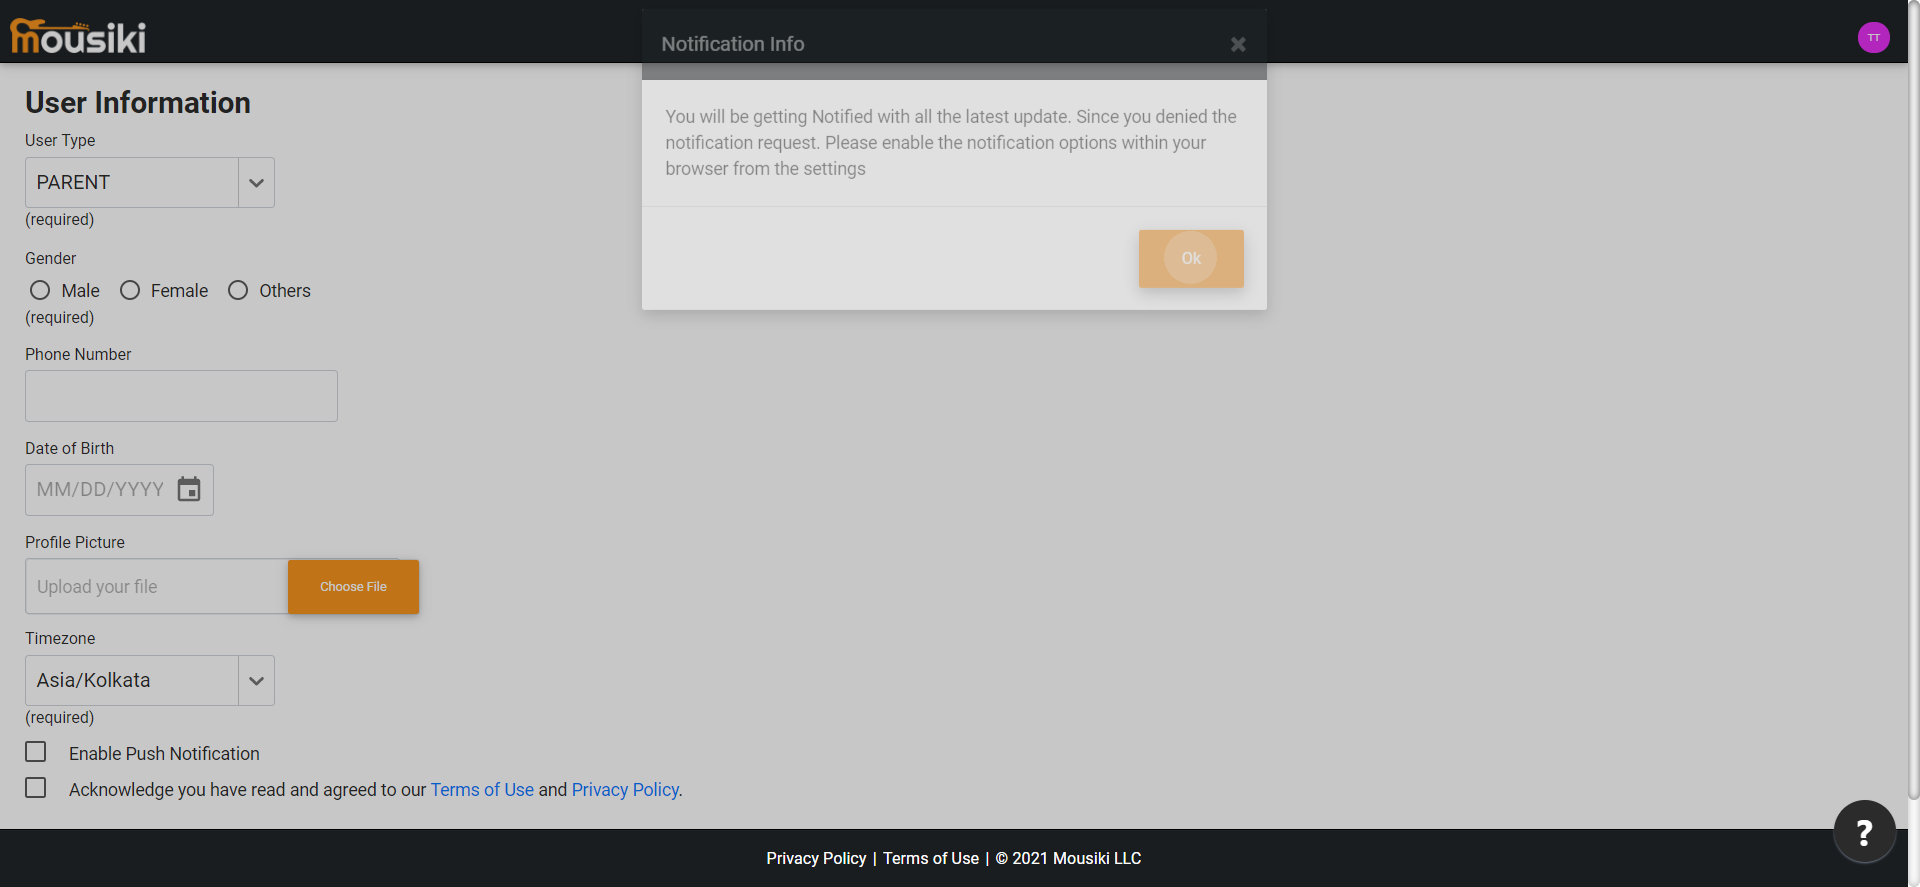 mousiki
TT
Notification Info
You will be getting Notified with all the latest update. Since you denied the
notification request. Please enable the notification options within your
browser from the settings
Ok
User Information
User Type
PARENT
(required)
Gender
Male Female Others
(required)
Phone Number
Date of Birth
MM/DD/YYYY
Profile Picture
Upload your file Choose File
Timezone
Asia/Kolkata
(required)
Enable Push Notification
Acknowledge you have read and agreed to our Terms of Use and Privacy Policy.
?
Privacy Policy | Terms of Use | © 2021 Mousiki LLC